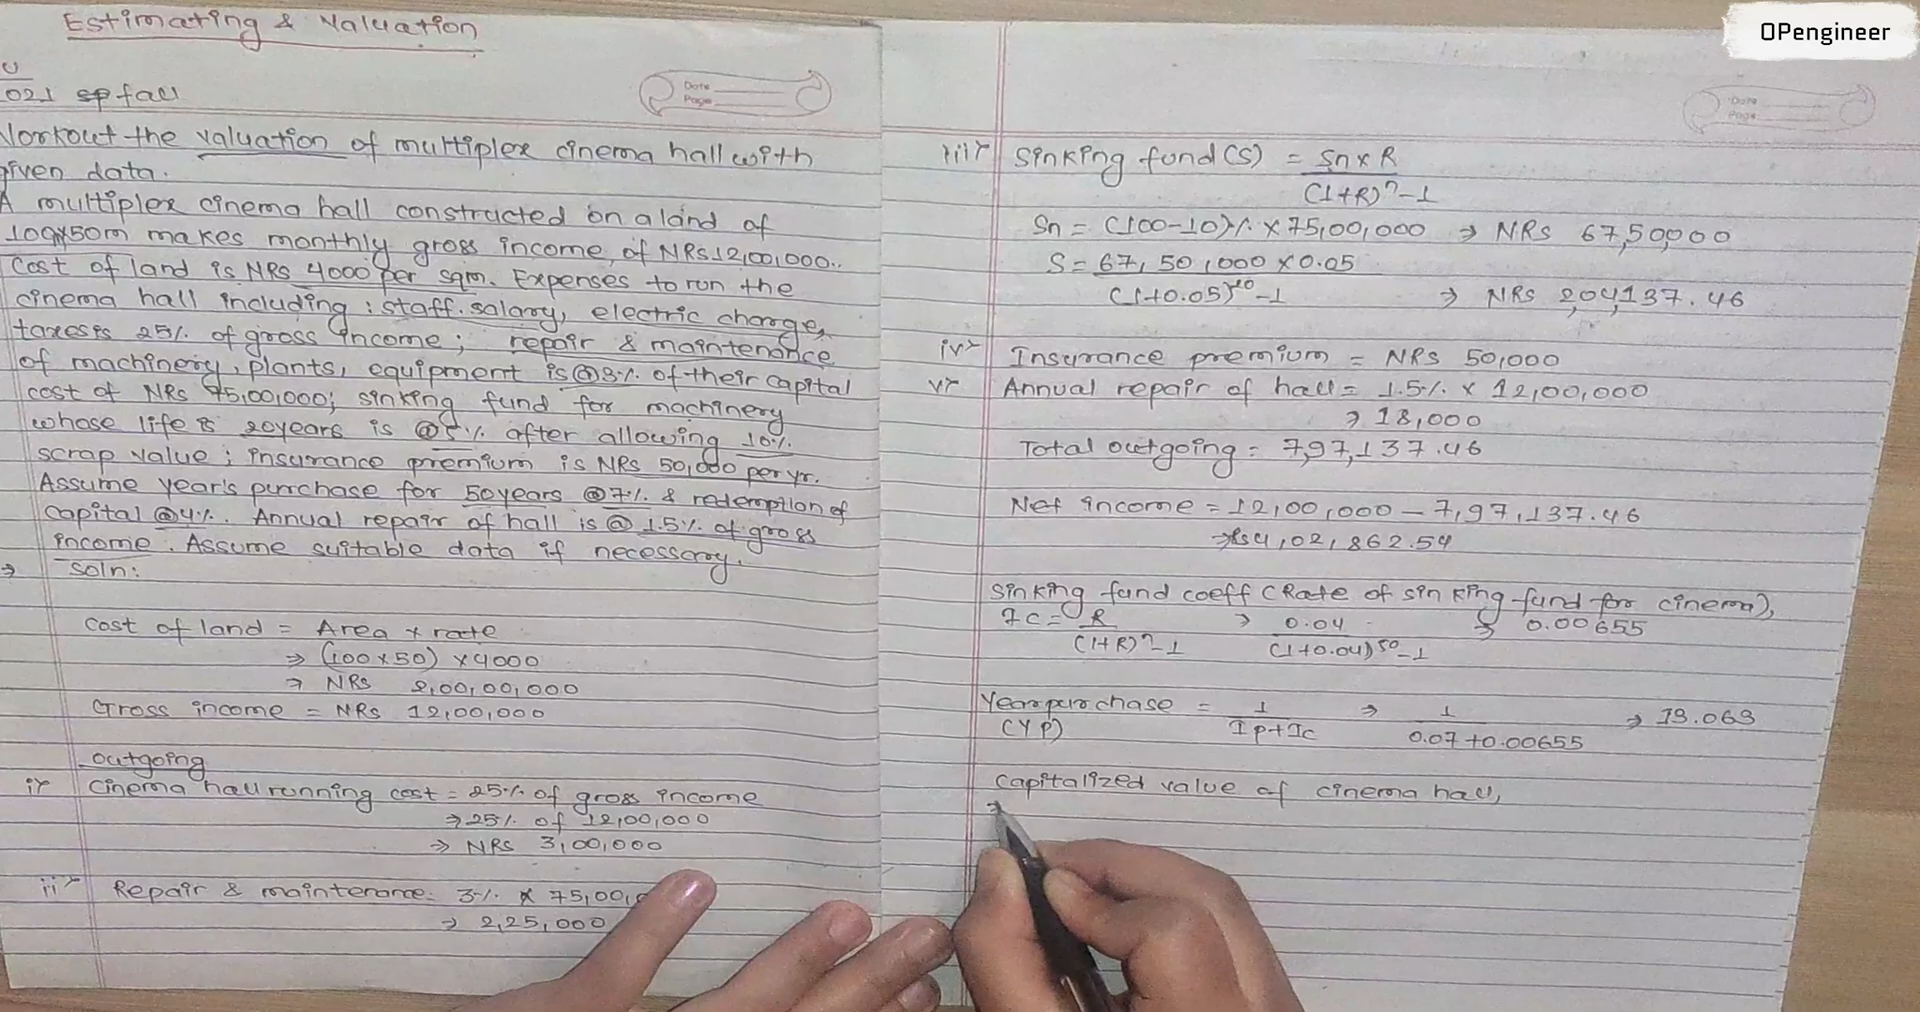 OPengineer
Estimating & Valuation
U
021 sp fall
Date
Page
Workout the valuation of multiplex cinema hall with
given data.
A multiplex cinema hall constructed on a land of
100x50m makes monthly gross income of NRs 12,00,000..
Cost of land is NRs 4000 per sqm. Expenses to run the
cinema hall including : staff salary, electric charge,
taxes is 25% of gross income ; repair & maintenance
of machinery, plants, equipment is @3% of their capital
cost of NRs 75,00,000; sinking fund for machinery
whose life is 20years is @5% after allowing 10%
scrap value ; insurance premium is NRs 50,000 per yr.
Assume year's purchase for 50years @7% & redemption of
capital @4%. Annual repair of hall is @ 1.5% of gross
income. Assume suitable data if necessary.
⇒ Soln:
Cost of land = Area x rate
⇒ (100x50) x4000
⇒ NRs 2,00,00,000
Gross income = NRs 12,00,000
Outgoing
i> Cinema hall running cost = 25% of gross income
⇒ 25% of 12,00,000
⇒ NRs 3,00,000
ii> Repair & maintenance: 3% x 75,00,
⇒ 2,25,000
Date
Page
iii> Sinking fund (S) = Sn x R
(1+R)^n - 1
Sn = (100-10)% x 75,00,000 ⇒ NRs 67,50,000
S = 67,50,000 x 0.05
(1+0.05)^20 - 1 ⇒ NRs 2,04,137.46
iv> Insurance premium = NRs 50,000
v> Annual repair of hall = 1.5% x 12,00,000
⇒ 18,000
Total outgoing = 7,97,137.46
Net income = 12,00,000 - 7,97,137.46
⇒ Rs 4,02,862.54
Sinking fund coeff (Rate of sinking fund for cinema),
Ic = R ⇒ 0.04 ⇒ 0.00655
(1+R)^n - 1 (1+0.04)^50 - 1
Year purchase = 1 ⇒ 1 ⇒ 13.063
(YP) Ip+Ic 0.07+0.00655
Capitalized value of cinema hall,
⇒